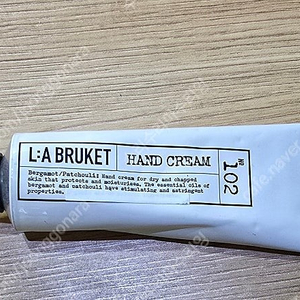 L:A BRUKET
HAND CREAM
Nº 102
Bergamot/Patchouli: Hand cream for dry and chapped
skin that protects and moisturises. The essential oils of
bergamot and patchouli have stimulating and astringent
properties.